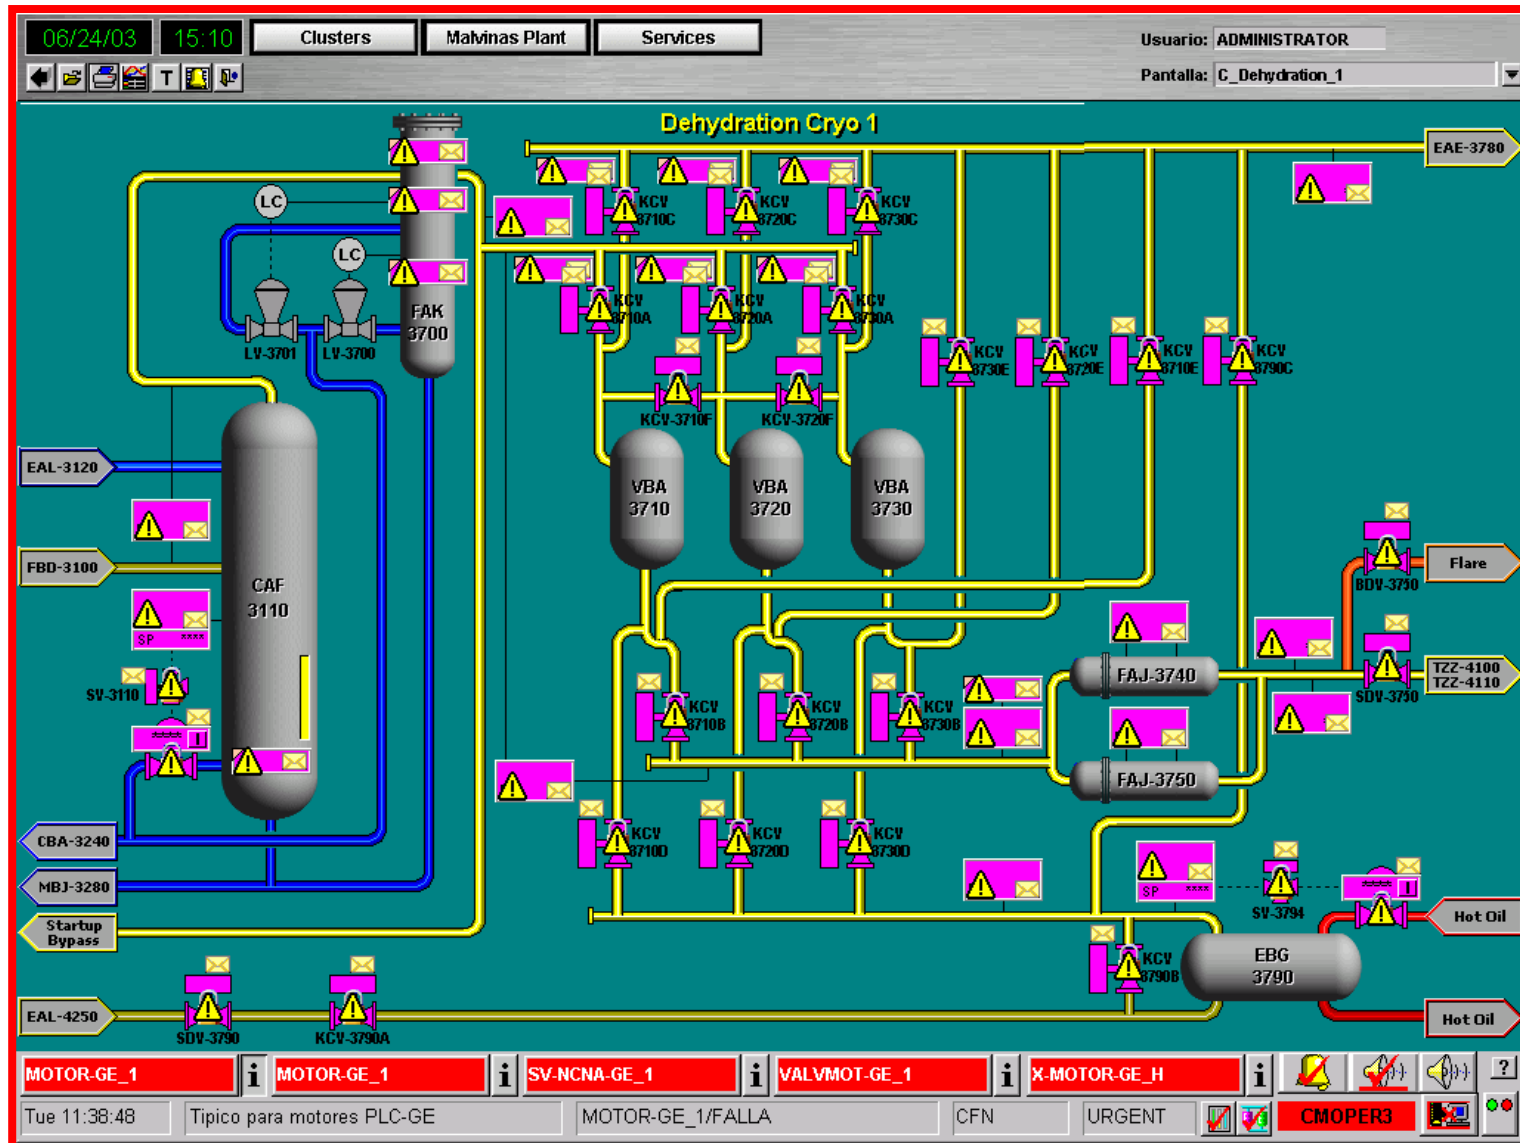 06/24/03 15:10 Clusters Malvinas Plant Services
Usuario: ADMINISTRATOR
T
Pantalla: C_Dehydration_1
Dehydration Cryo 1
EAE-3780
LC
KCV
3710C
KCV
3720C
KCV
3730C
LC
KCV
3710A
KCV
3720A
KCV
3730A
FAK
3700
LV-3701
LV-3700
KCV
3730E
KCV
3720E
KCV
3710E
KCV
3790C
KCV-3710F
KCV-3720F
EAL-3120
VBA
3710
VBA
3720
VBA
3730
FBD-3100
CAF
3110
Flare
BDV-3750
SP ****
SV-3110
FAJ-3740
TZZ-4100
TZZ-4110
SDV-3750
KCV
3710B
KCV
3720B
KCV
3730B
***** I
FAJ-3750
CBA-3240
KCV
3710D
KCV
3720D
KCV
3730D
MBJ-3280
SP ****
SV-3794
***** I
Startup
Bypass
Hot Oil
KCV
3790B
EBG
3790
EAL-4250
SDV-3790
KCV-3790A
Hot Oil
MOTOR-GE_1 i MOTOR-GE_1 i SV-NCNA-GE_1 i VALVMOT-GE_1 i X-MOTOR-GE_H i ?
Tue 11:38:48 Tipico para motores PLC-GE MOTOR-GE_1/FALLA CFN URGENT CMOPER3